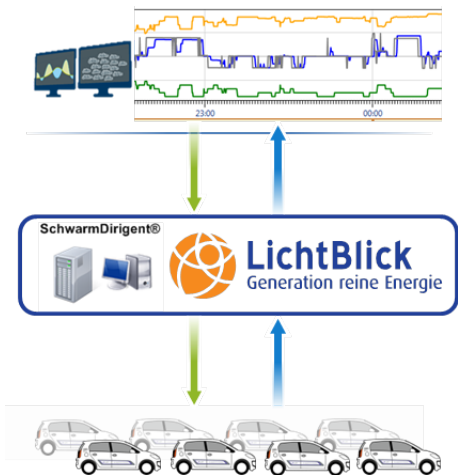 23:00
00:00
SchwarmDirigent®
LichtBlick
Generation reine Energie